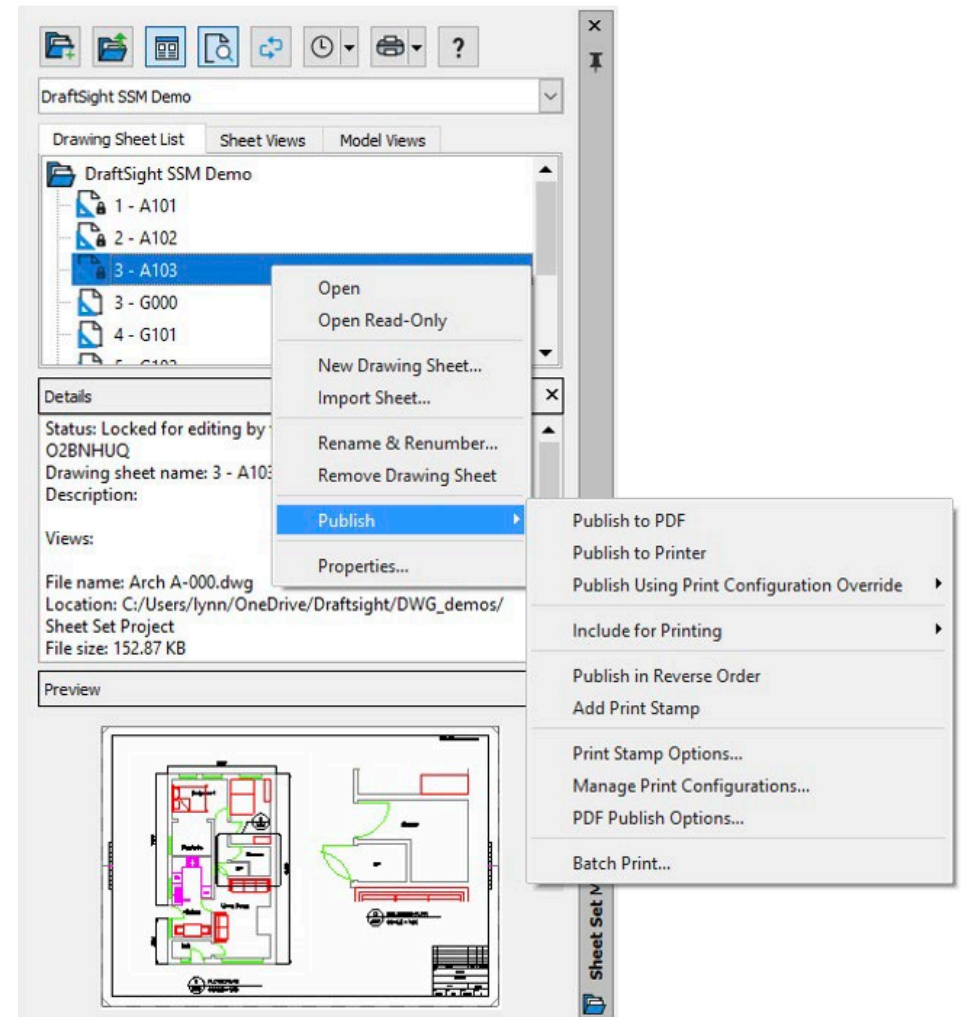 ?
DraftSight SSM Demo
Drawing Sheet List Sheet Views Model Views
DraftSight SSM Demo
1 - A101
2 - A102
3 - A103
3 - G000
4 - G101
Open
Open Read-Only
New Drawing Sheet...
Import Sheet...
Rename & Renumber...
Remove Drawing Sheet
Publish
Properties...
Details
Status: Locked for editing by
O2BNHUQ
Drawing sheet name: 3 - A103
Description:
Views:
File name: Arch A-000.dwg
Location: C:/Users/lynn/OneDrive/Draftsight/DWG_demos/
Sheet Set Project
File size: 152.87 KB
Publish to PDF
Publish to Printer
Publish Using Print Configuration Override
Include for Printing
Publish in Reverse Order
Add Print Stamp
Print Stamp Options...
Manage Print Configurations...
PDF Publish Options...
Batch Print...
Preview
Sheet Set M